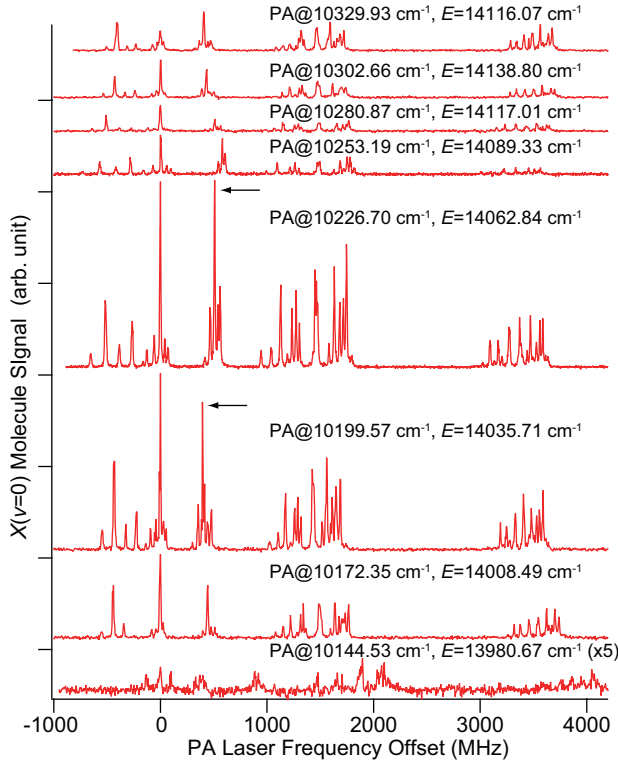 PA@10329.93 cm-1, E=14116.07 cm-1
PA@10302.66 cm-1, E=14138.80 cm-1
PA@10280.87 cm-1, E=14117.01 cm-1
PA@10253.19 cm-1, E=14089.33 cm-1
PA@10226.70 cm-1, E=14062.84 cm-1
PA@10199.57 cm-1, E=14035.71 cm-1
PA@10172.35 cm-1, E=14008.49 cm-1
PA@10144.53 cm-1, E=13980.67 cm-1 (x5)
X(v=0) Molecule SIgnal (arb. unit)
-1000 0 1000 2000 3000 4000
PA Laser Frequency Offset (MHz)